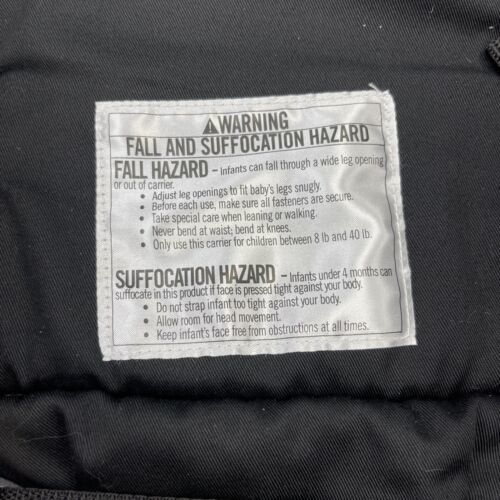 ⚠WARNING
FALL AND SUFFOCATION HAZARD
FALL HAZARD - Infants can fall through a wide leg opening
or out of carrier.
• Adjust leg openings to fit baby's legs snugly.
• Before each use, make sure all fasteners are secure.
• Take special care when leaning or walking.
• Never bend at waist; bend at knees.
• Only use this carrier for children between 8 lb and 40 lb.
SUFFOCATION HAZARD - Infants under 4 months can
suffocate in this product if face is pressed tight against your body.
• Do not strap infant too tight against your body.
• Allow room for head movement.
• Keep infant's face free from obstructions at all times.